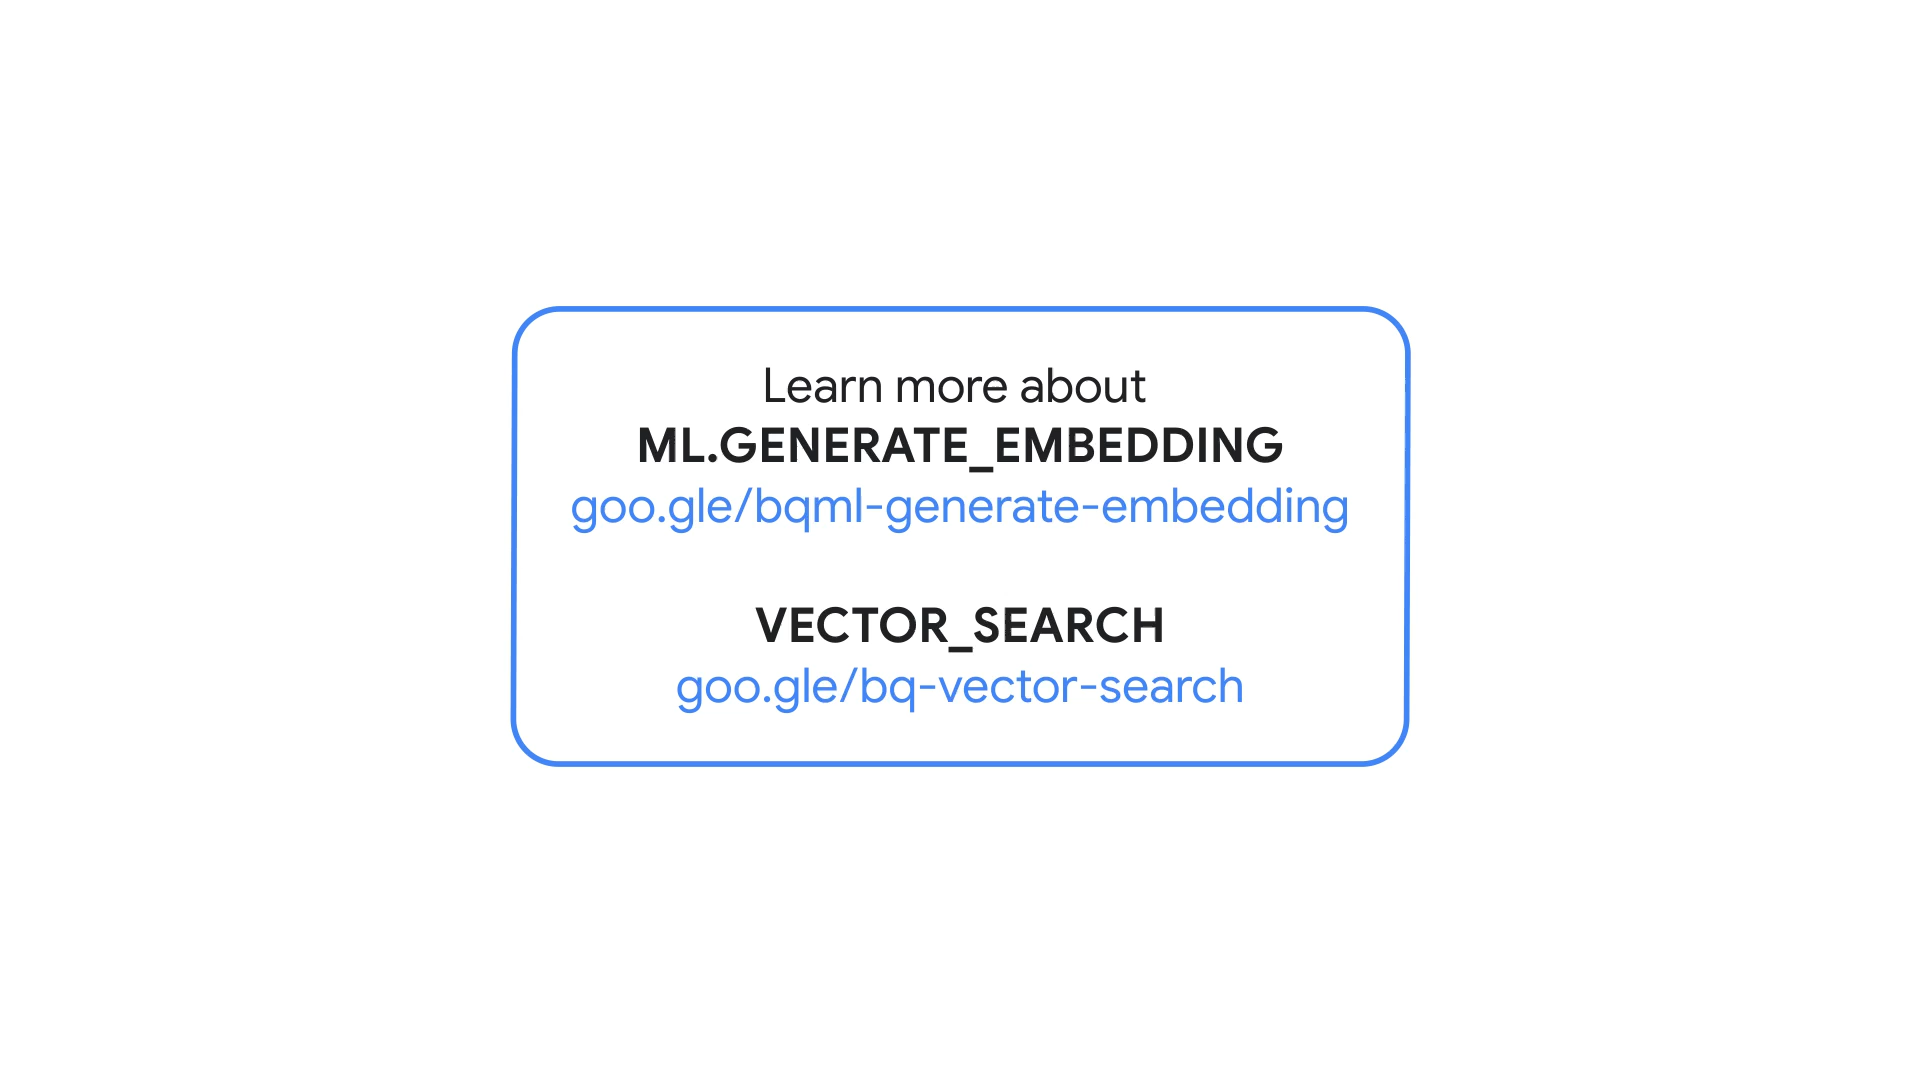 Learn more about
ML.GENERATE_EMBEDDING
goo.gle/bqml-generate-embedding
VECTOR_SEARCH
goo.gle/bq-vector-search